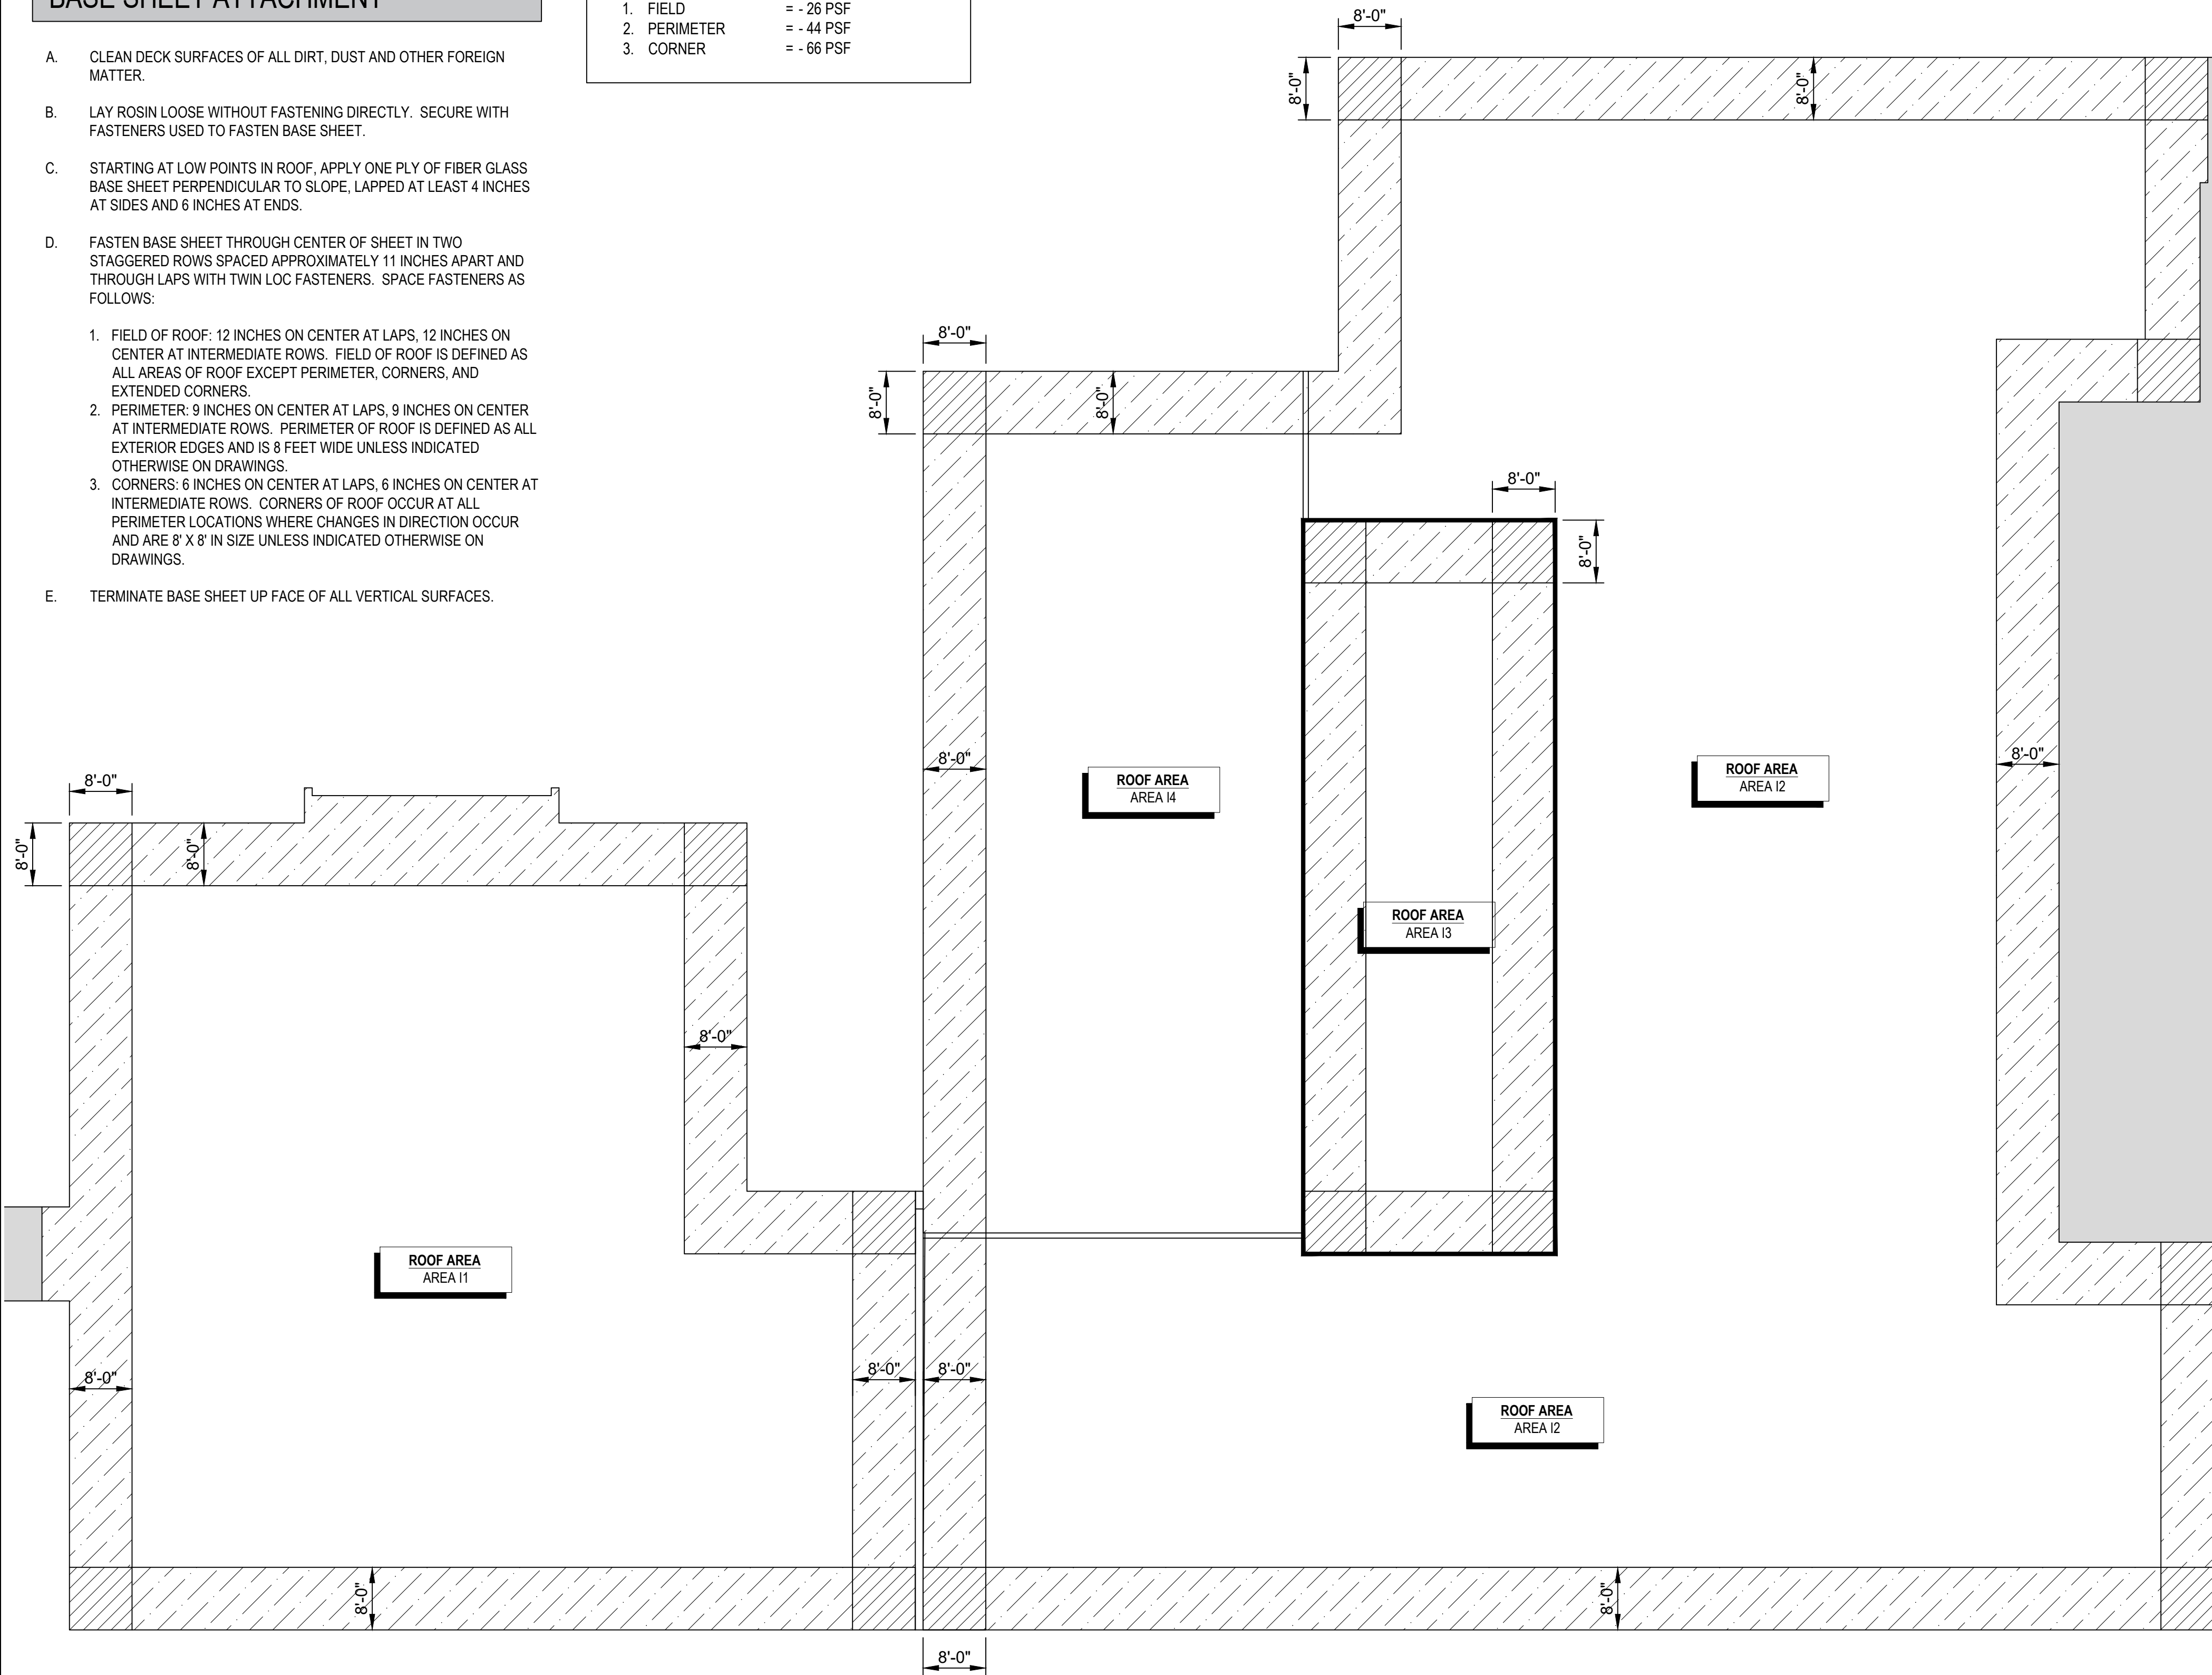 BASE SHEET ATTACHMENT
A. CLEAN DECK SURFACES OF ALL DIRT, DUST AND OTHER FOREIGN
MATTER.
B. LAY ROSIN LOOSE WITHOUT FASTENING DIRECTLY. SECURE WITH
FASTENERS USED TO FASTEN BASE SHEET.
C. STARTING AT LOW POINTS IN ROOF, APPLY ONE PLY OF FIBER GLASS
BASE SHEET PERPENDICULAR TO SLOPE, LAPPED AT LEAST 4 INCHES
AT SIDES AND 6 INCHES AT ENDS.
D. FASTEN BASE SHEET THROUGH CENTER OF SHEET IN TWO
STAGGERED ROWS SPACED APPROXIMATELY 11 INCHES APART AND
THROUGH LAPS WITH TWIN LOC FASTENERS. SPACE FASTENERS AS
FOLLOWS:
1. FIELD OF ROOF: 12 INCHES ON CENTER AT LAPS, 12 INCHES ON
CENTER AT INTERMEDIATE ROWS. FIELD OF ROOF IS DEFINED AS
ALL AREAS OF ROOF EXCEPT PERIMETER, CORNERS, AND
EXTENDED CORNERS.
2. PERIMETER: 9 INCHES ON CENTER AT LAPS, 9 INCHES ON CENTER
AT INTERMEDIATE ROWS. PERIMETER OF ROOF IS DEFINED AS ALL
EXTERIOR EDGES AND IS 8 FEET WIDE UNLESS INDICATED
OTHERWISE ON DRAWINGS.
3. CORNERS: 6 INCHES ON CENTER AT LAPS, 6 INCHES ON CENTER AT
INTERMEDIATE ROWS. CORNERS OF ROOF OCCUR AT ALL
PERIMETER LOCATIONS WHERE CHANGES IN DIRECTION OCCUR
AND ARE 8' X 8' IN SIZE UNLESS INDICATED OTHERWISE ON
DRAWINGS.
E. TERMINATE BASE SHEET UP FACE OF ALL VERTICAL SURFACES.
1. FIELD = - 26 PSF
2. PERIMETER = - 44 PSF
3. CORNER = - 66 PSF
8'-0"
8'-0"
8'-0"
8'-0"
8'-0"
8'-0"
8'-0"
8'-0"
8'-0"
8'-0"
ROOF AREA
AREA I4
ROOF AREA
AREA I2
8'-0"
8'-0"
8'-0"
ROOF AREA
AREA I3
8'-0"
ROOF AREA
AREA I1
8'-0"
8'-0"
8'-0"
ROOF AREA
AREA I2
8'-0"
8'-0"
8'-0"